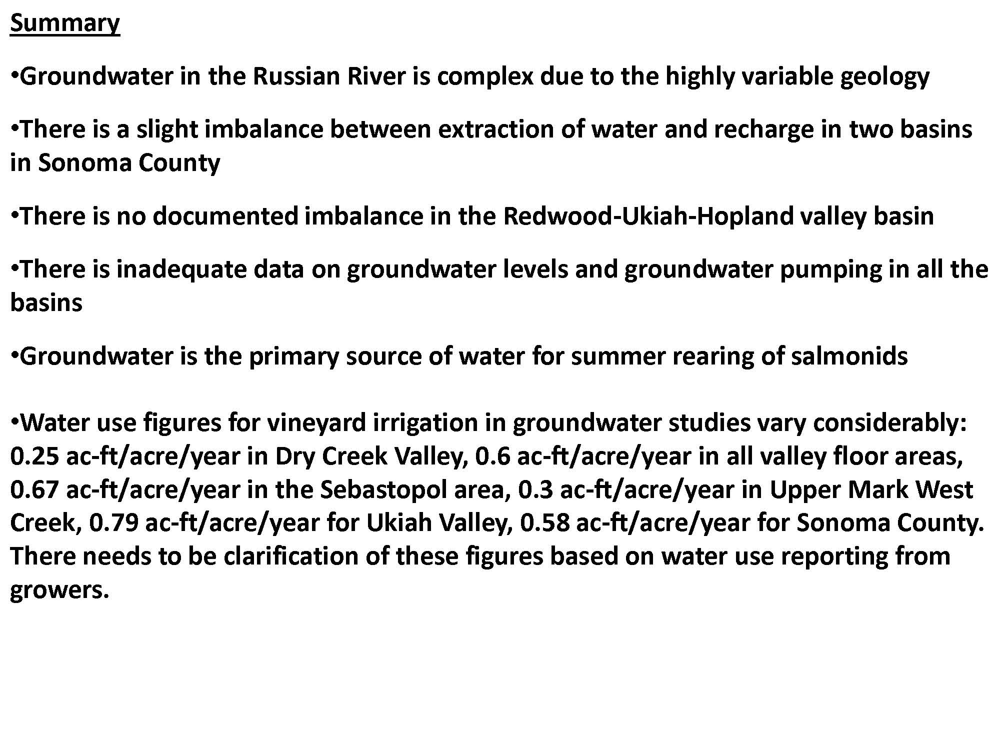 Summary
•Groundwater in the Russian River is complex due to the highly variable geology
•There is a slight imbalance between extraction of water and recharge in two basins
in Sonoma County
•There is no documented imbalance in the Redwood-Ukiah-Hopland valley basin
•There is inadequate data on groundwater levels and groundwater pumping in all the
basins
•Groundwater is the primary source of water for summer rearing of salmonids
•Water use figures for vineyard irrigation in groundwater studies vary considerably:
0.25 ac-ft/acre/year in Dry Creek Valley, 0.6 ac-ft/acre/year in all valley floor areas,
0.67 ac-ft/acre/year in the Sebastopol area, 0.3 ac-ft/acre/year in Upper Mark West
Creek, 0.79 ac-ft/acre/year for Ukiah Valley, 0.58 ac-ft/acre/year for Sonoma County.
There needs to be clarification of these figures based on water use reporting from
growers.